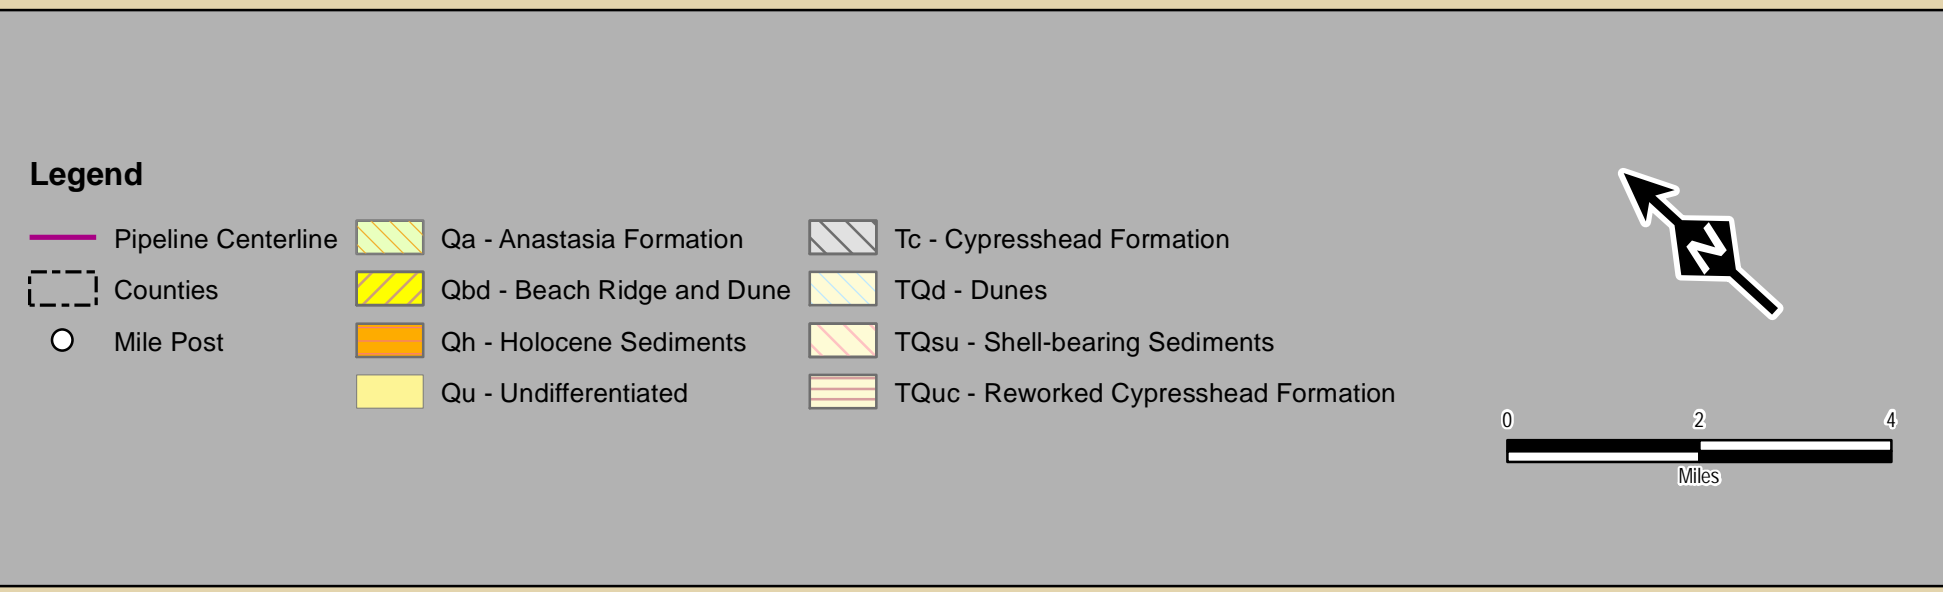 Legend
Pipeline Centerline
Counties
Mile Post
Qa - Anastasia Formation
Qbd - Beach Ridge and Dune
Qh - Holocene Sediments
Qu - Undifferentiated
Tc - Cypresshead Formation
TQd - Dunes
TQsu - Shell-bearing Sediments
TQuc - Reworked Cypresshead Formation
N
0 2 4
Miles